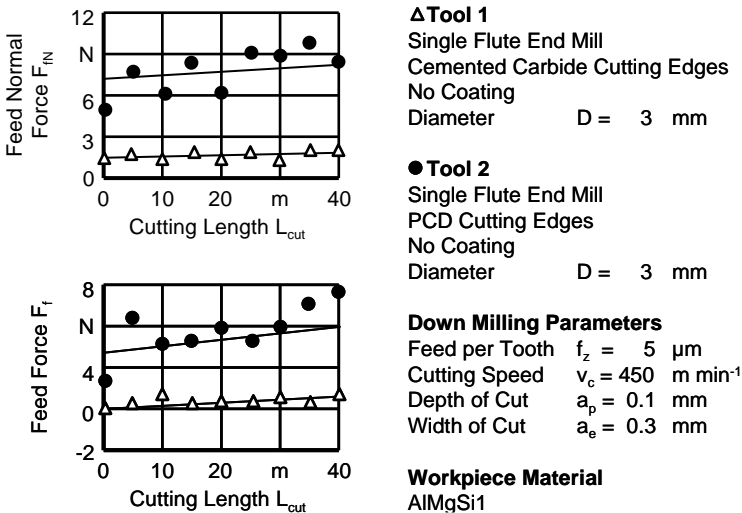 12
N
6
3
0
Feed Normal
Force F_fN
0 10 20 m 40
Cutting Length L_cut
8
N
4
0
-2
Feed Force F_f
0 10 20 m 40
Cutting Length L_cut
Δ Tool 1
Single Flute End Mill
Cemented Carbide Cutting Edges
No Coating
Diameter D = 3 mm
● Tool 2
Single Flute End Mill
PCD Cutting Edges
No Coating
Diameter D = 3 mm
Down Milling Parameters
Feed per Tooth f_z = 5 µm
Cutting Speed v_c = 450 m min⁻¹
Depth of Cut a_p = 0.1 mm
Width of Cut a_e = 0.3 mm
Workpiece Material
AlMgSi1